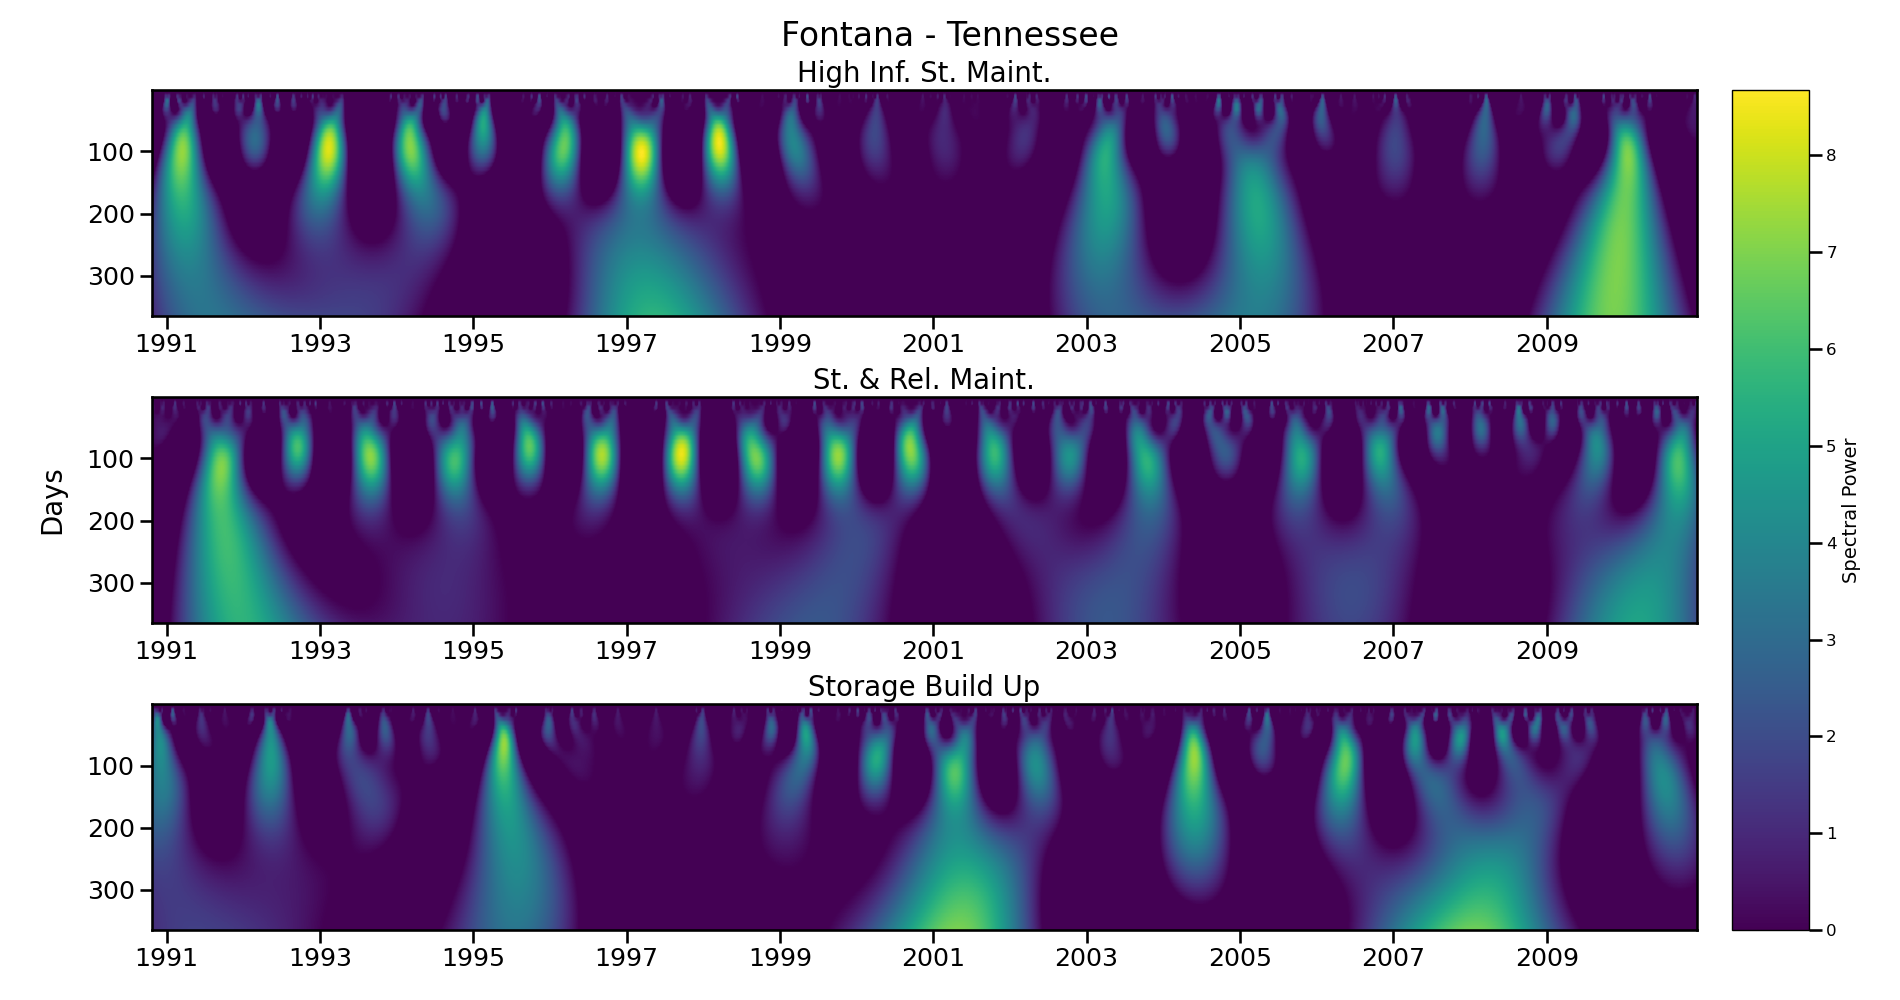 Fontana - Tennessee
High Inf. St. Maint.
100
200
300
1991 1993 1995 1997 1999 2001 2003 2005 2007 2009
St. & Rel. Maint.
Days
100
200
300
1991 1993 1995 1997 1999 2001 2003 2005 2007 2009
Storage Build Up
100
200
300
1991 1993 1995 1997 1999 2001 2003 2005 2007 2009
8
7
6
5
4
3
2
1
0
Spectral Power